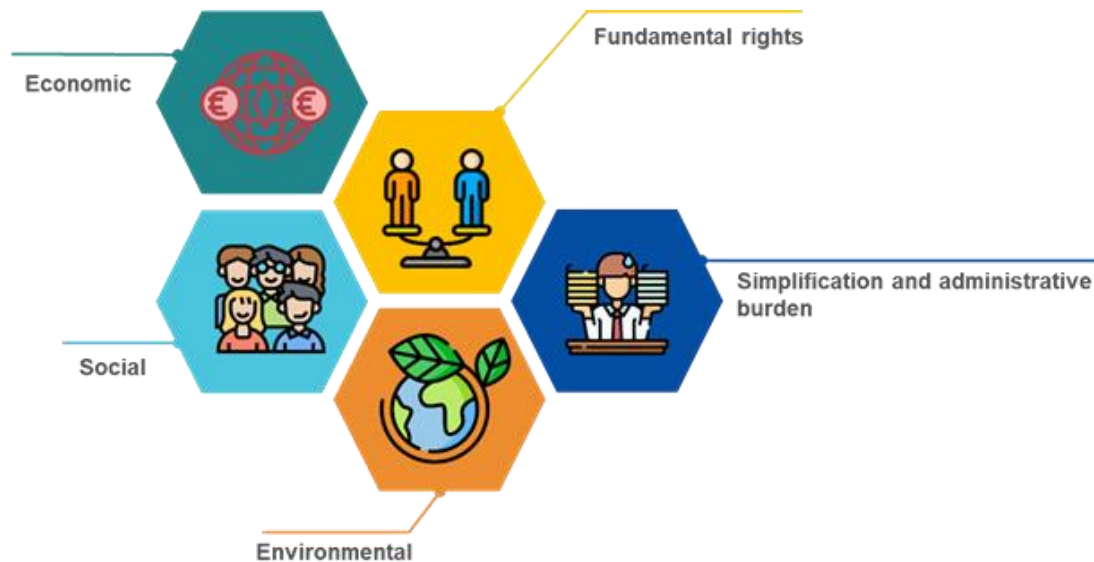 Fundamental rights
Economic
Simplification and administrative
burden
Social
Environmental